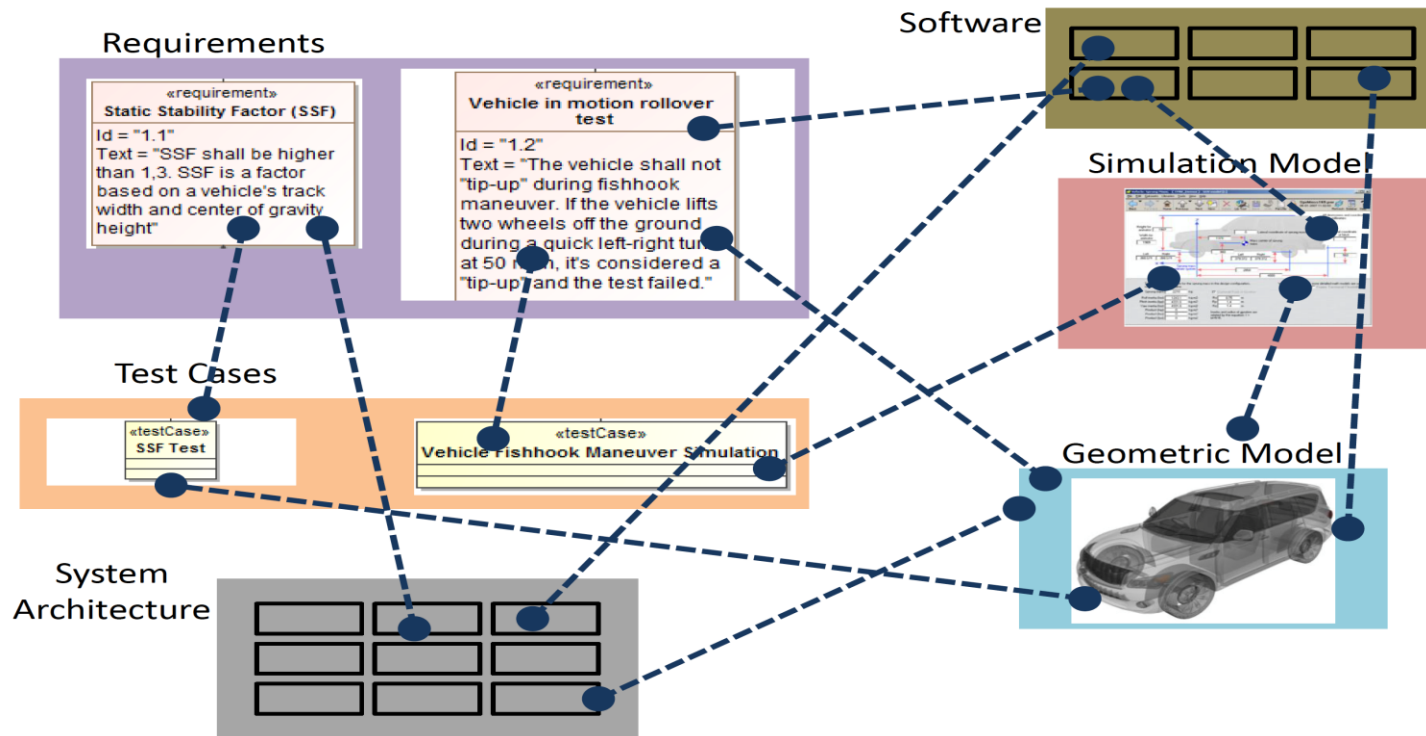 Requirements
«requirement»
Static Stability Factor (SSF)
Id = "1.1"
Text = "SSF shall be higher
than 1,3. SSF is a factor
based on a vehicle's track
width and center of gravity
height"
«requirement»
Vehicle in motion rollover
test
Id = "1.2"
Text = "The vehicle shall not
"tip-up" during fishhook
maneuver. If the vehicle lifts
two wheels off the ground
during a quick left-right
at 50 it's considered a
"tip-up" and the test failed."
Software
Simulation Model
Test Cases
«testCase»
SSF Test
«testCase»
Vehicle Fishhook Maneuver Simulation
Geometric Model
System
Architecture